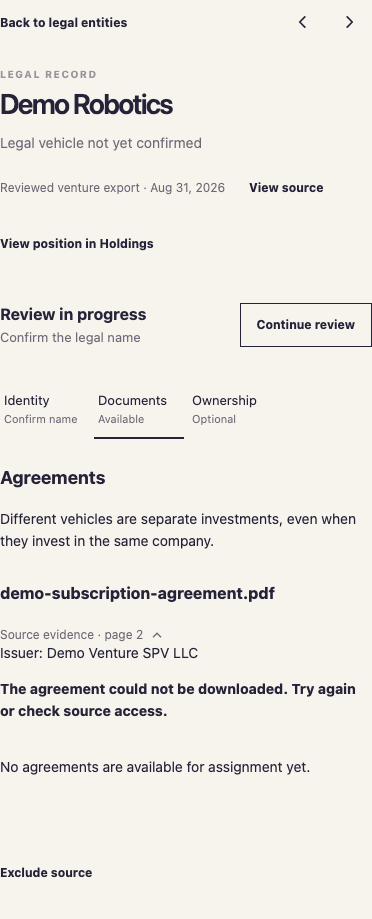 Back to legal entities
LEGAL RECORD
Demo Robotics
Legal vehicle not yet confirmed
Reviewed venture export · Aug 31, 2026 View source
View position in Holdings
Review in progress
Confirm the legal name
Continue review
Identity
Confirm name
Documents
Available
Ownership
Optional
Agreements
Different vehicles are separate investments, even when
they invest in the same company.
demo-subscription-agreement.pdf
Source evidence · page 2
Issuer: Demo Venture SPV LLC
The agreement could not be downloaded. Try again
or check source access.
No agreements are available for assignment yet.
Exclude source